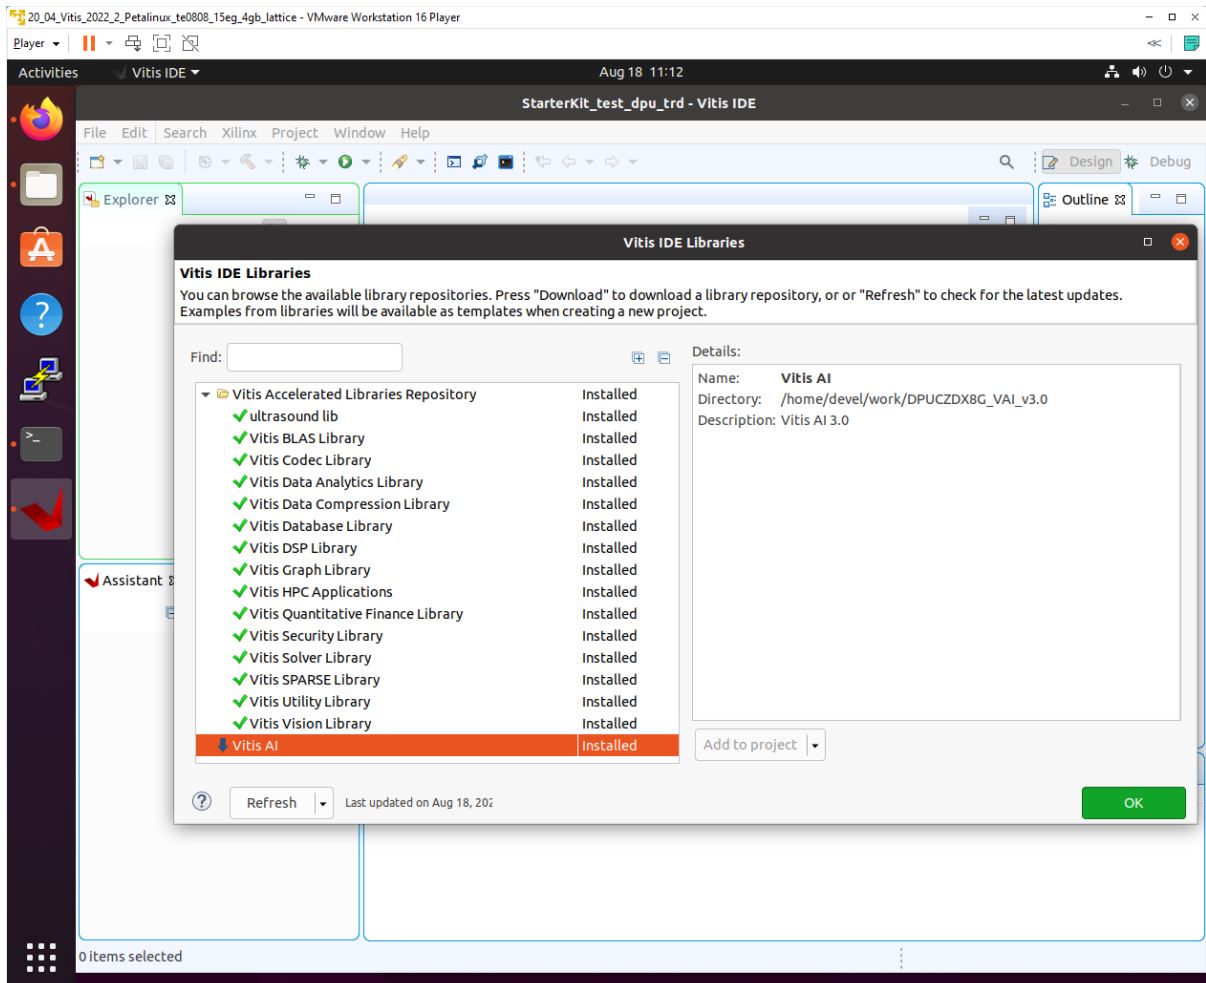 20_04_Vitis_2022_2_Petalinux_te0808_15eg_4gb_lattice - VMware Workstation 16 Player
Player
Activities
Vitis IDE
Aug 18 11:12
StarterKit_test_dpu_trd - Vitis IDE
File Edit Search Xilinx Project Window Help
Design
Debug
Explorer
Outline
Vitis IDE Libraries
Vitis IDE Libraries
You can browse the available library repositories. Press "Download" to download a library repository, or or "Refresh" to check for the latest updates.
Examples from libraries will be available as templates when creating a new project.
Find:
Vitis Accelerated Libraries Repository Installed
ultrasound lib Installed
Vitis BLAS Library Installed
Vitis Codec Library Installed
Vitis Data Analytics Library Installed
Vitis Data Compression Library Installed
Vitis Database Library Installed
Vitis DSP Library Installed
Vitis Graph Library Installed
Vitis HPC Applications Installed
Vitis Quantitative Finance Library Installed
Vitis Security Library Installed
Vitis Solver Library Installed
Vitis SPARSE Library Installed
Vitis Utility Library Installed
Vitis Vision Library Installed
Vitis AI Installed
Details:
Name: Vitis AI
Directory: /home/devel/work/DPUCZDX8G_VAI_v3.0
Description: Vitis AI 3.0
Add to project
Assistant
Refresh
Last updated on Aug 18, 202
OK
0 items selected